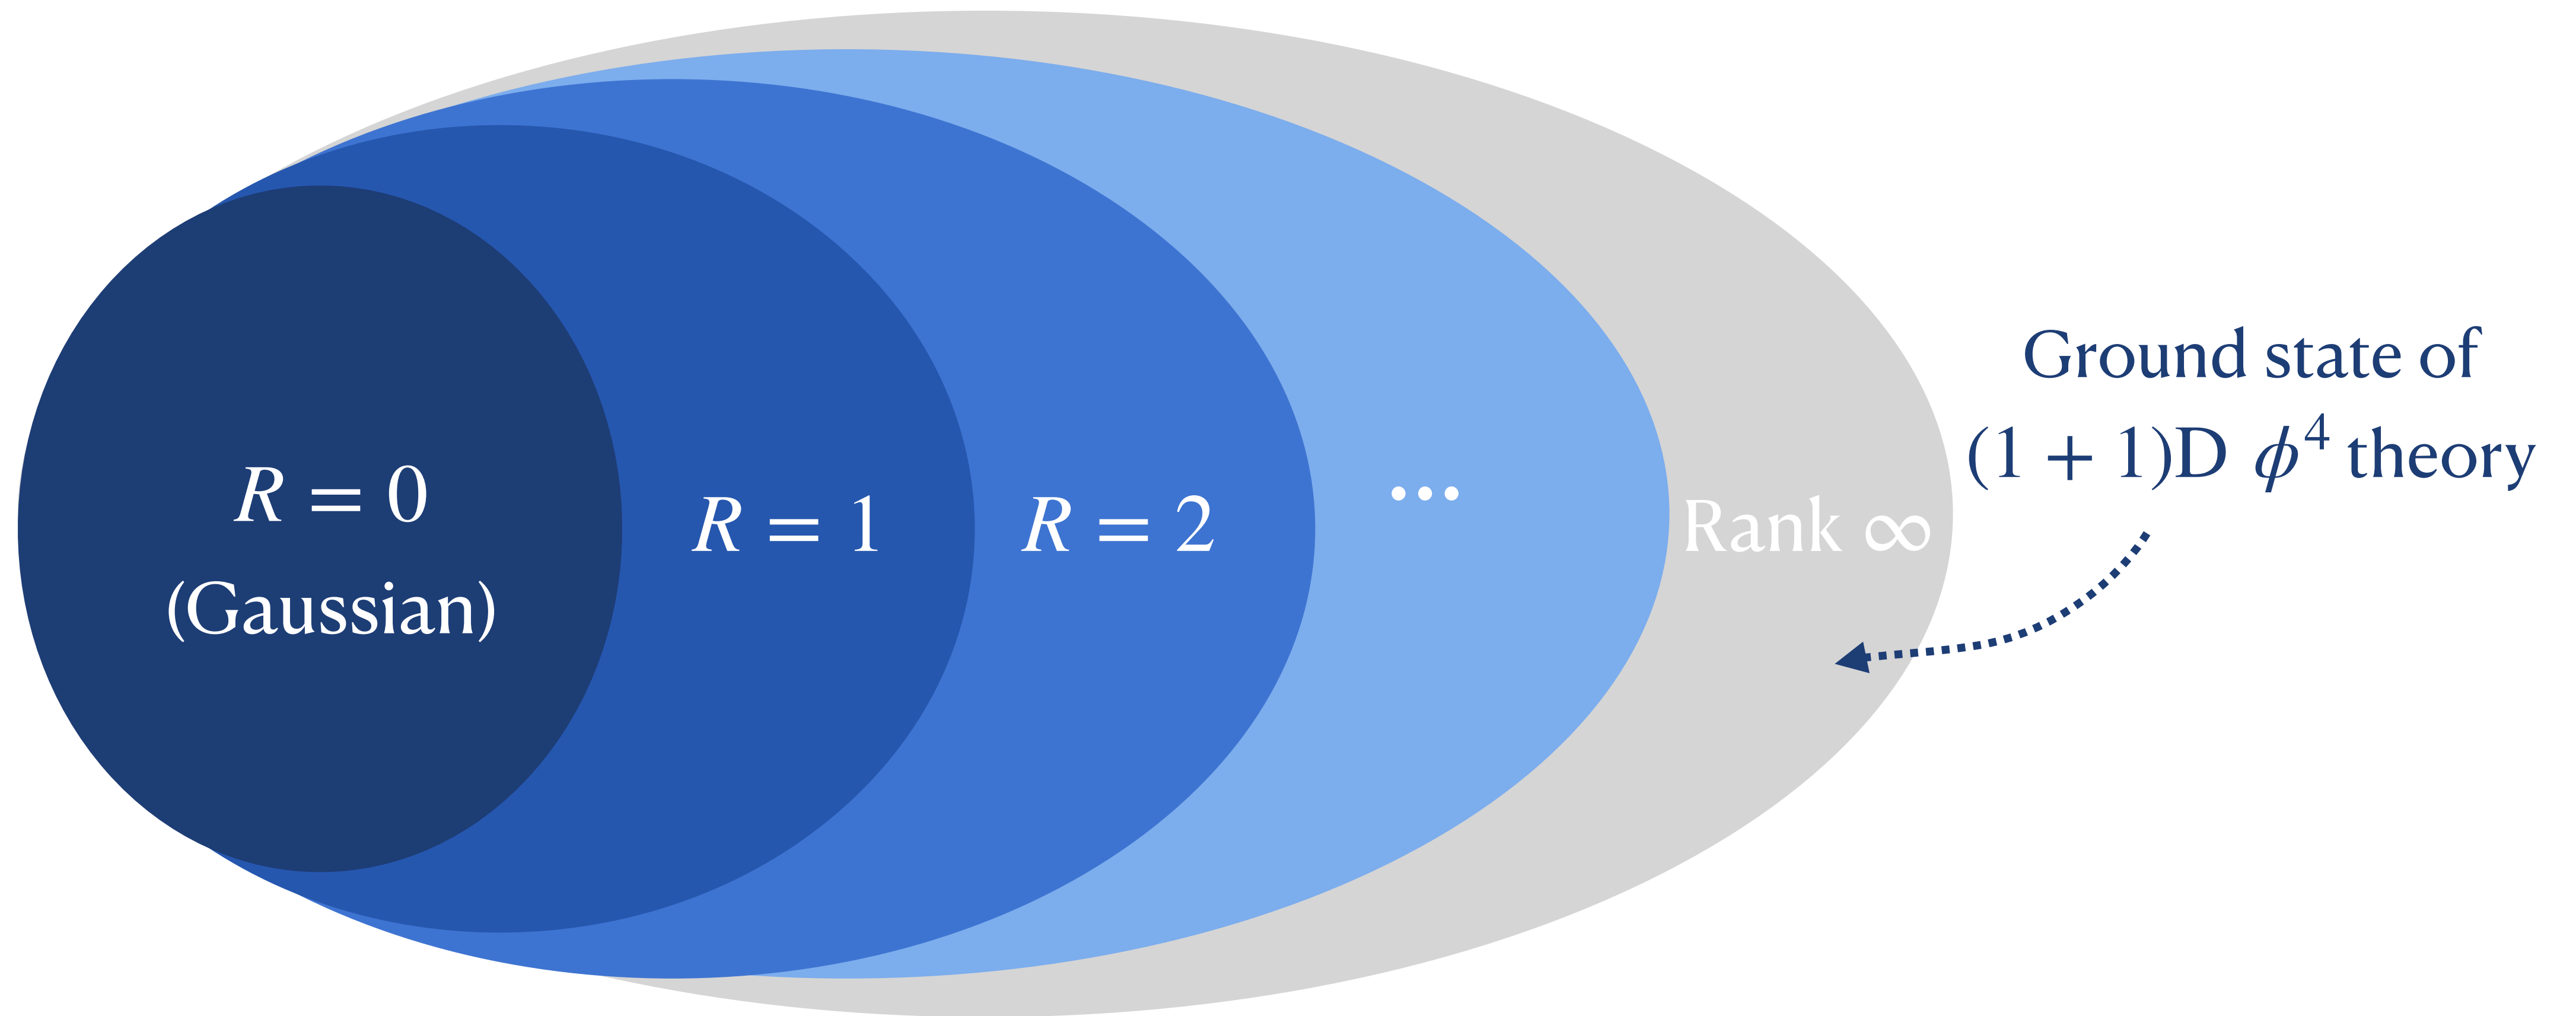 R = 0
(Gaussian)
R = 1
R = 2
...
Rank ∞
Ground state of
(1 + 1)D ϕ⁴ theory